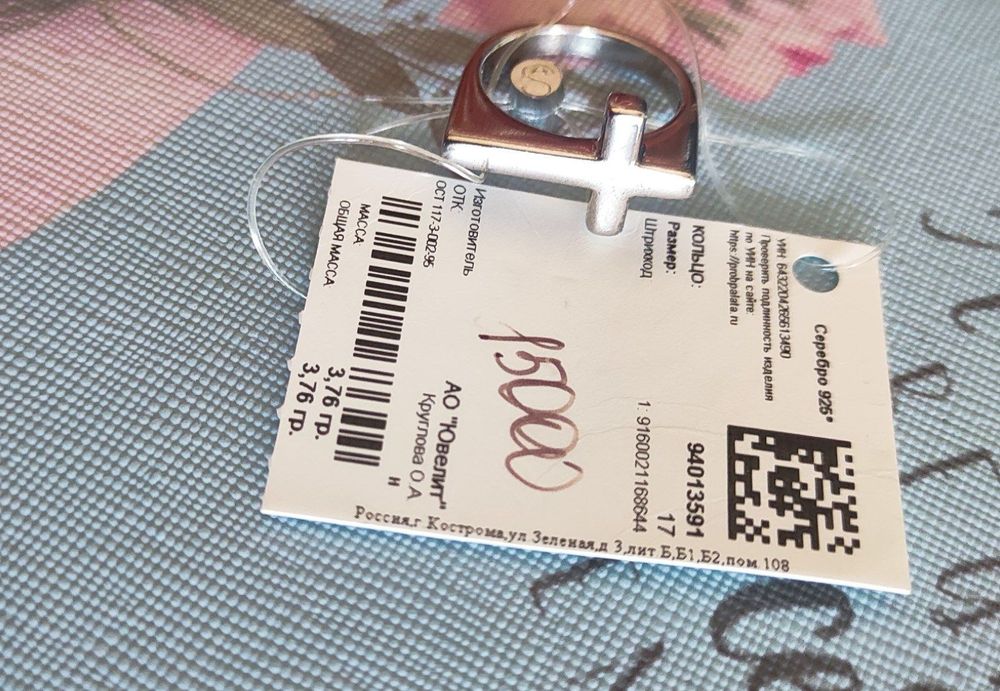 Серебро 925*
УИН 6432204265613490
Проверить подлинность изделия
по УИН на сайте:
https://probpalata.ru
КОЛЬЦО: 94013591
Размер: 17
Штрихкод: 1: 9160021168644
1500
Изготовитель АО "Ювелит"
ОТК Круглова О.А
ОСТ 117-3-002-95 и
МАССА 3,76 гр.
ОБЩАЯ МАССА 3,76 гр.
Россия,г Кострома,ул Зеленая,д 3,лит Б,Б1,Б2,пом 108